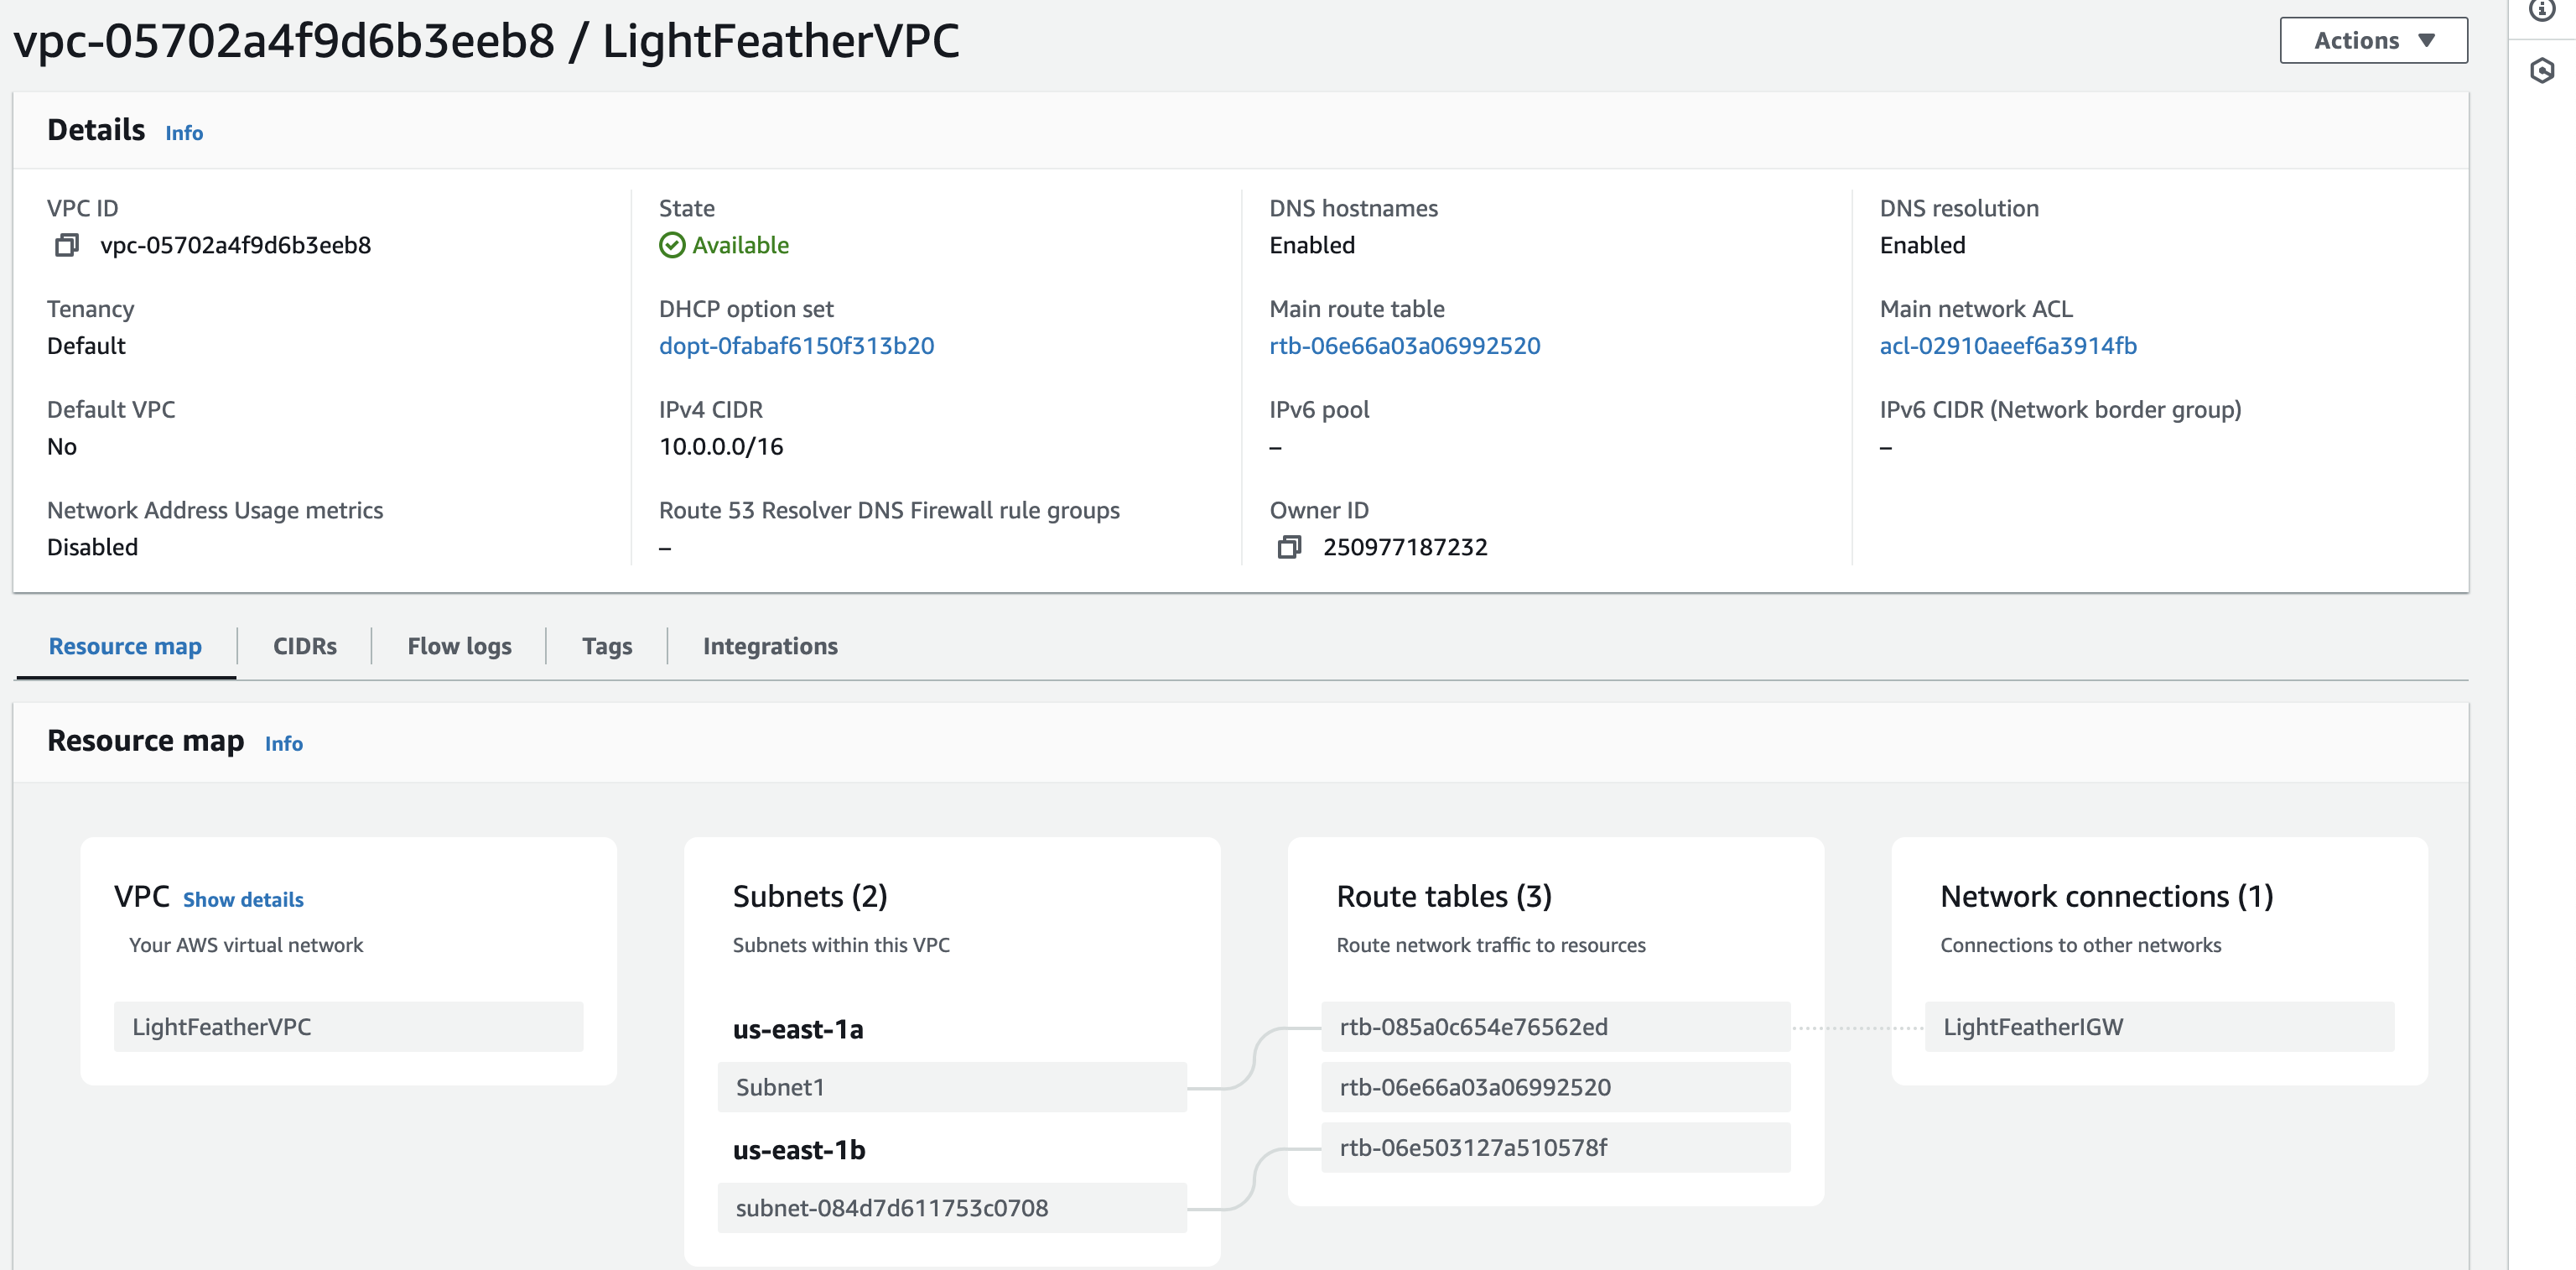 vpc-05702a4f9d6b3eeb8 / LightFeatherVPC
Actions
Details Info
VPC ID
vpc-05702a4f9d6b3eeb8
State
Available
DNS hostnames
Enabled
DNS resolution
Enabled
Tenancy
Default
DHCP option set
dopt-0fabaf6150f313b20
Main route table
rtb-06e66a03a06992520
Main network ACL
acl-02910aeef6a3914fb
Default VPC
No
IPv4 CIDR
10.0.0.0/16
IPv6 pool
–
IPv6 CIDR (Network border group)
–
Network Address Usage metrics
Disabled
Route 53 Resolver DNS Firewall rule groups
–
Owner ID
250977187232
Resource map
CIDRs
Flow logs
Tags
Integrations
Resource map Info
VPC Show details
Your AWS virtual network
LightFeatherVPC
Subnets (2)
Subnets within this VPC
us-east-1a
Subnet1
us-east-1b
subnet-084d7d611753c0708
Route tables (3)
Route network traffic to resources
rtb-085a0c654e76562ed
rtb-06e66a03a06992520
rtb-06e503127a510578f
Network connections (1)
Connections to other networks
LightFeatherIGW